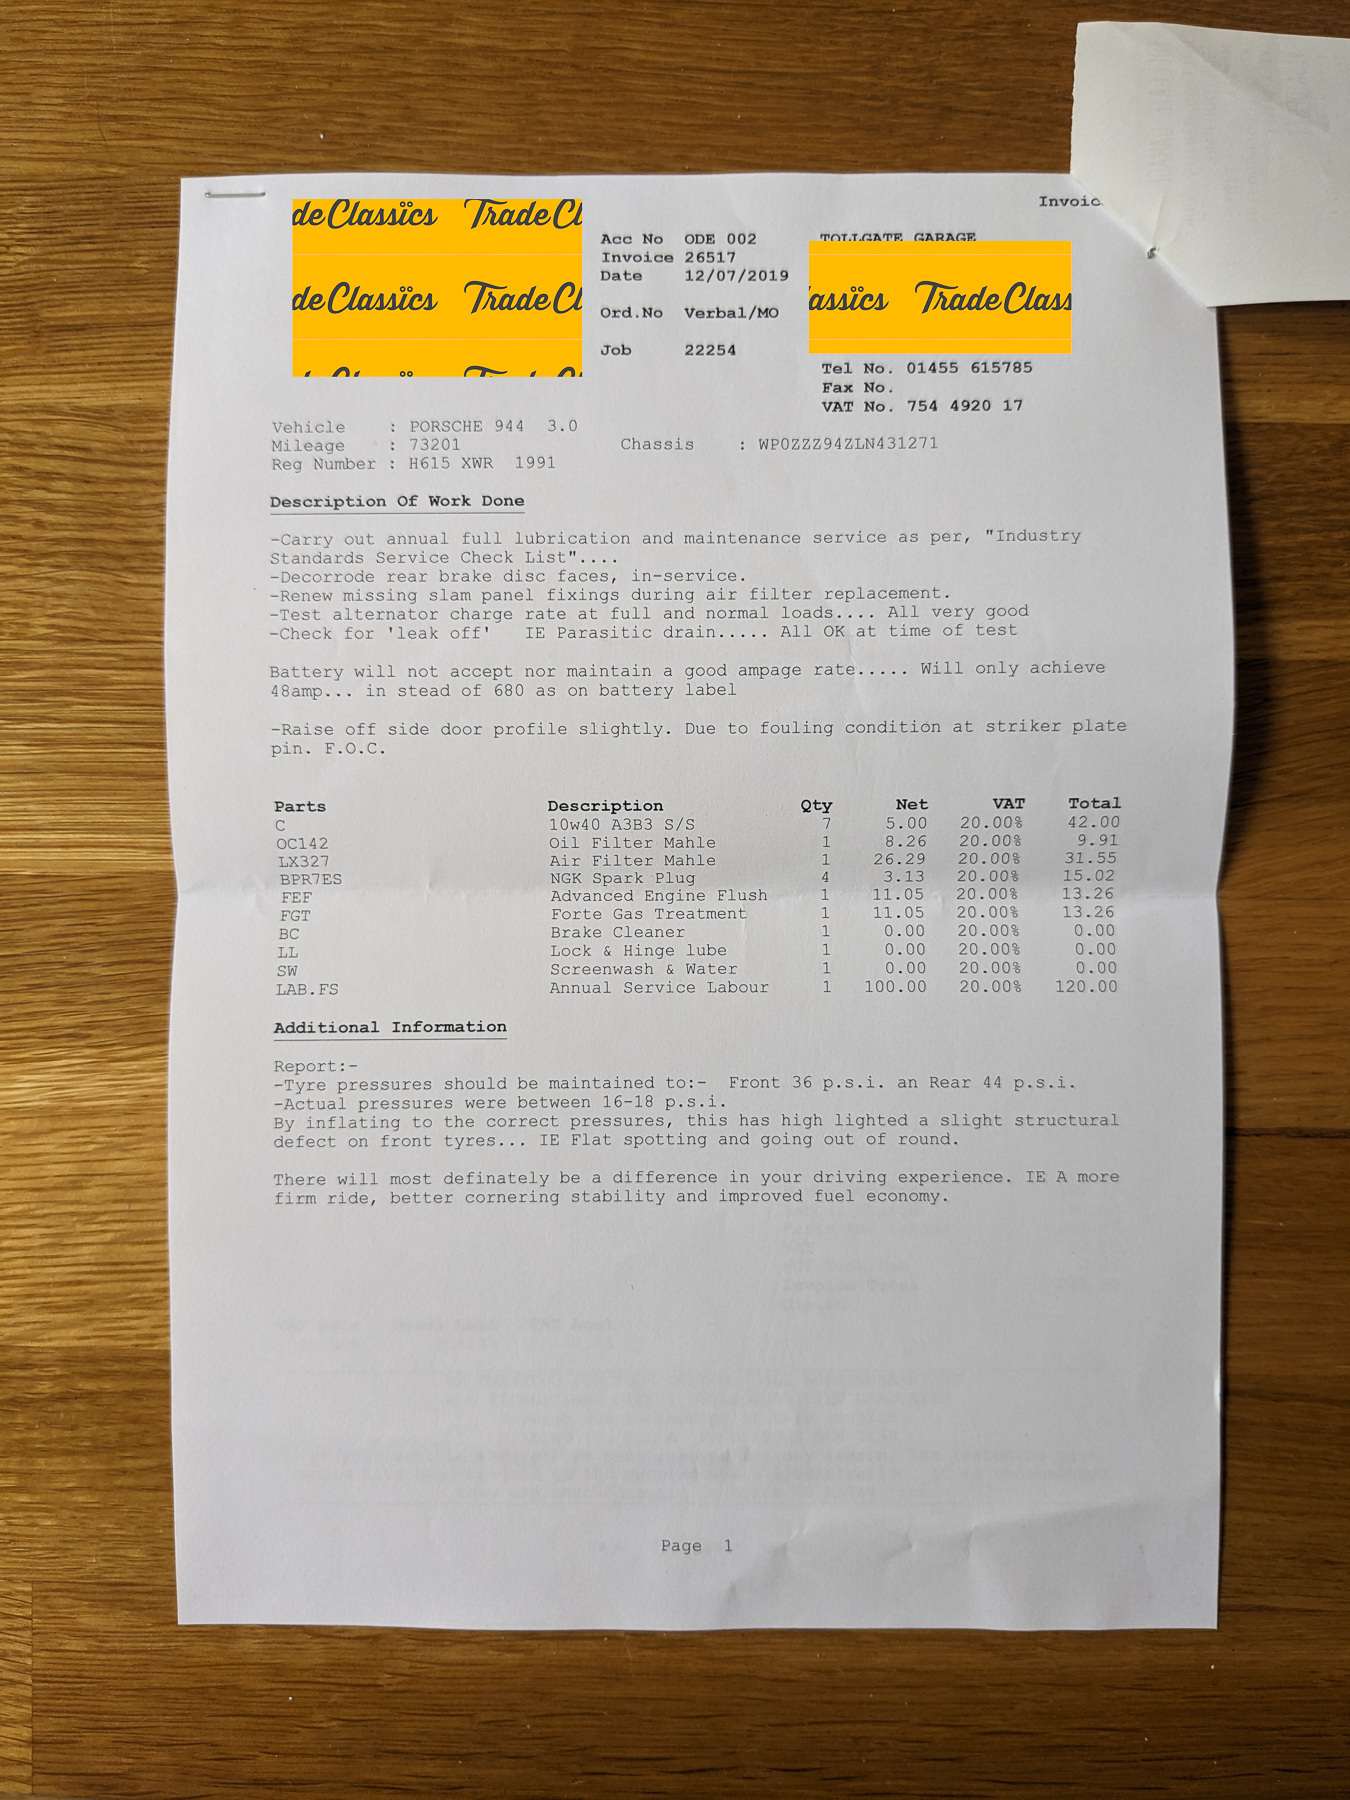 Invoic
deClassïcs TradeCl
deClassïcs TradeCl
Acc No ODE 002
Invoice 26517
Date 12/07/2019
Ord.No Verbal/MO
Job 22254
TOLLGATE GARAGE
assïcs TradeClass
Tel No. 01455 615785
Fax No.
VAT No. 754 4920 17
Vehicle : PORSCHE 944 3.0
Mileage : 73201 Chassis : WP0ZZZ94ZLN431271
Reg Number : H615 XWR 1991
Description Of Work Done
-Carry out annual full lubrication and maintenance service as per, "Industry
Standards Service Check List"....
-Decorrode rear brake disc faces, in-service.
-Renew missing slam panel fixings during air filter replacement.
-Test alternator charge rate at full and normal loads.... All very good
-Check for 'leak off' IE Parasitic drain..... All OK at time of test
Battery will not accept nor maintain a good ampage rate..... Will only achieve
48amp... in stead of 680 as on battery label
-Raise off side door profile slightly. Due to fouling condition at striker plate
pin. F.O.C.
Parts Description Qty Net VAT Total
C 10w40 A3B3 S/S 7 5.00 20.00% 42.00
OC142 Oil Filter Mahle 1 8.26 20.00% 9.91
LX327 Air Filter Mahle 1 26.29 20.00% 31.55
BPR7ES NGK Spark Plug 4 3.13 20.00% 15.02
FEF Advanced Engine Flush 1 11.05 20.00% 13.26
FGT Forte Gas Treatment 1 11.05 20.00% 13.26
BC Brake Cleaner 1 0.00 20.00% 0.00
LL Lock & Hinge lube 1 0.00 20.00% 0.00
SW Screenwash & Water 1 0.00 20.00% 0.00
LAB.FS Annual Service Labour 1 100.00 20.00% 120.00
Additional Information
Report:-
-Tyre pressures should be maintained to:- Front 36 p.s.i. an Rear 44 p.s.i.
-Actual pressures were between 16-18 p.s.i.
By inflating to the correct pressures, this has high lighted a slight structural
defect on front tyres... IE Flat spotting and going out of round.
There will most definately be a difference in your driving experience. IE A more
firm ride, better cornering stability and improved fuel economy.
Page 1